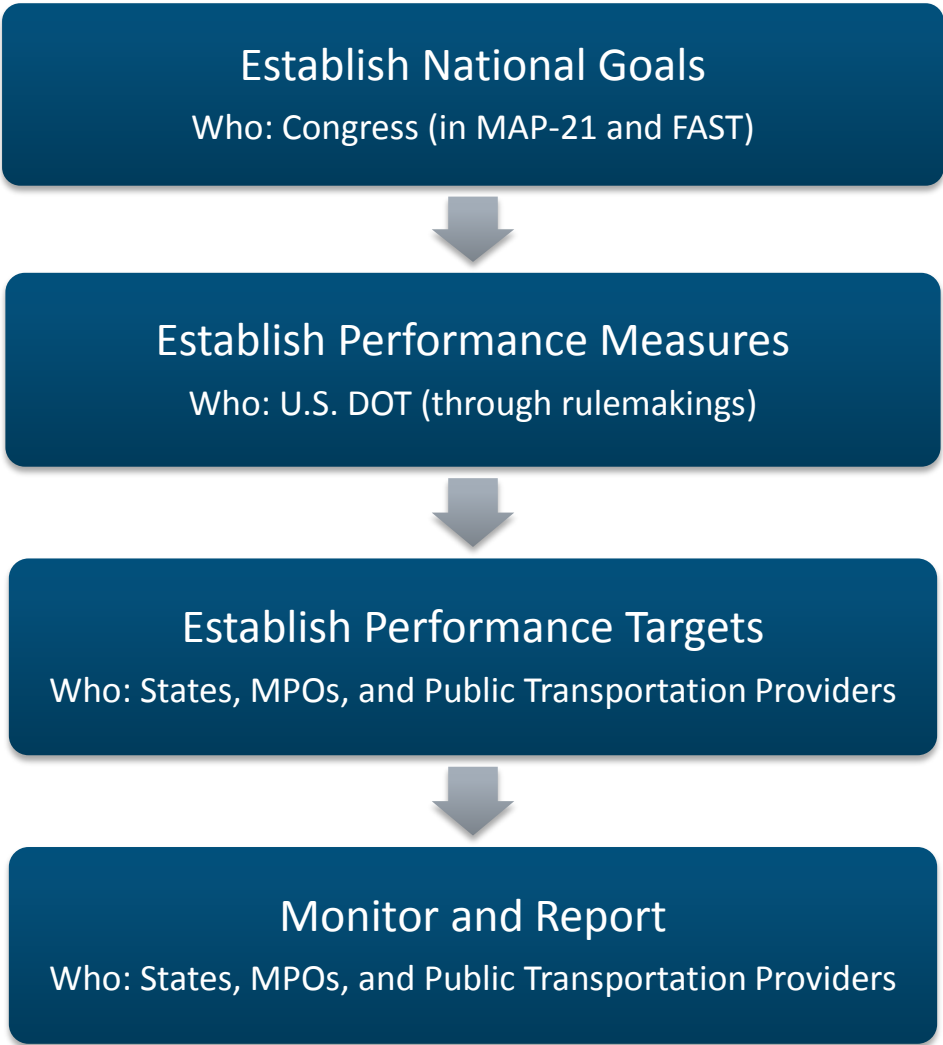 Establish National Goals
Who: Congress (in MAP-21 and FAST)
Establish Performance Measures
Who: U.S. DOT (through rulemakings)
Establish Performance Targets
Who: States, MPOs, and Public Transportation Providers
Monitor and Report
Who: States, MPOs, and Public Transportation Providers